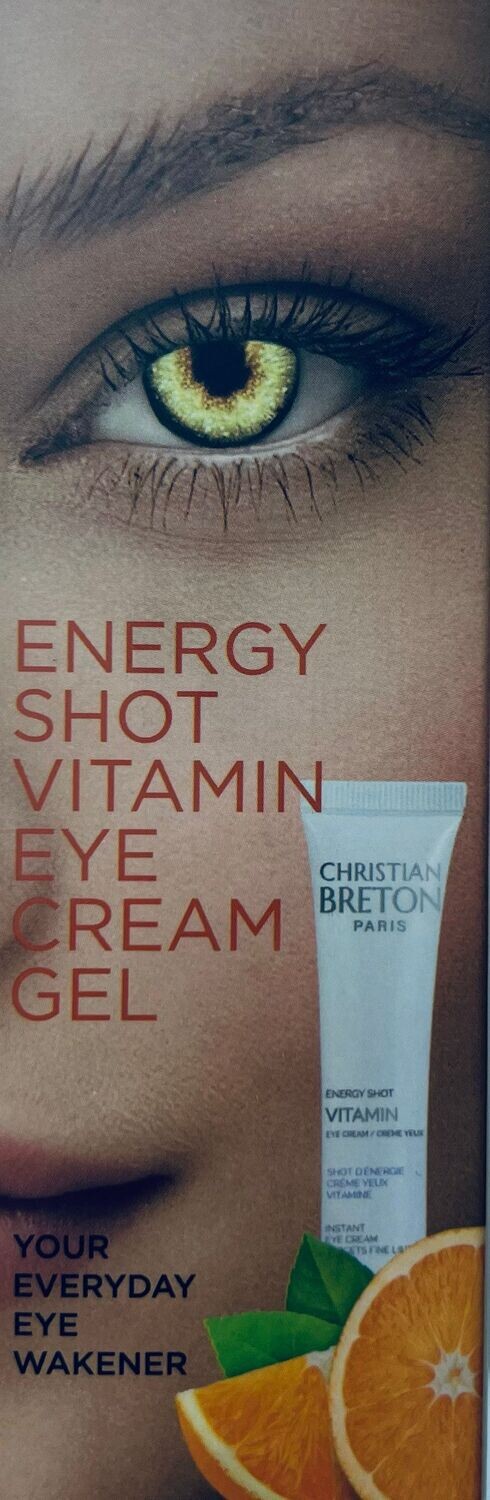 ENERGY
SHOT
VITAMIN
EYE
CREAM
GEL
CHRISTIAN
BRETON
PARIS
ENERGY SHOT
VITAMIN
EYE CREAM / CRÈME YEUX
SHOT D'ÉNERGIE
CRÈME YEUX
VITAMINE
INSTANT
EYE CREAM
FINE
YOUR
EVERYDAY
EYE
WAKENER